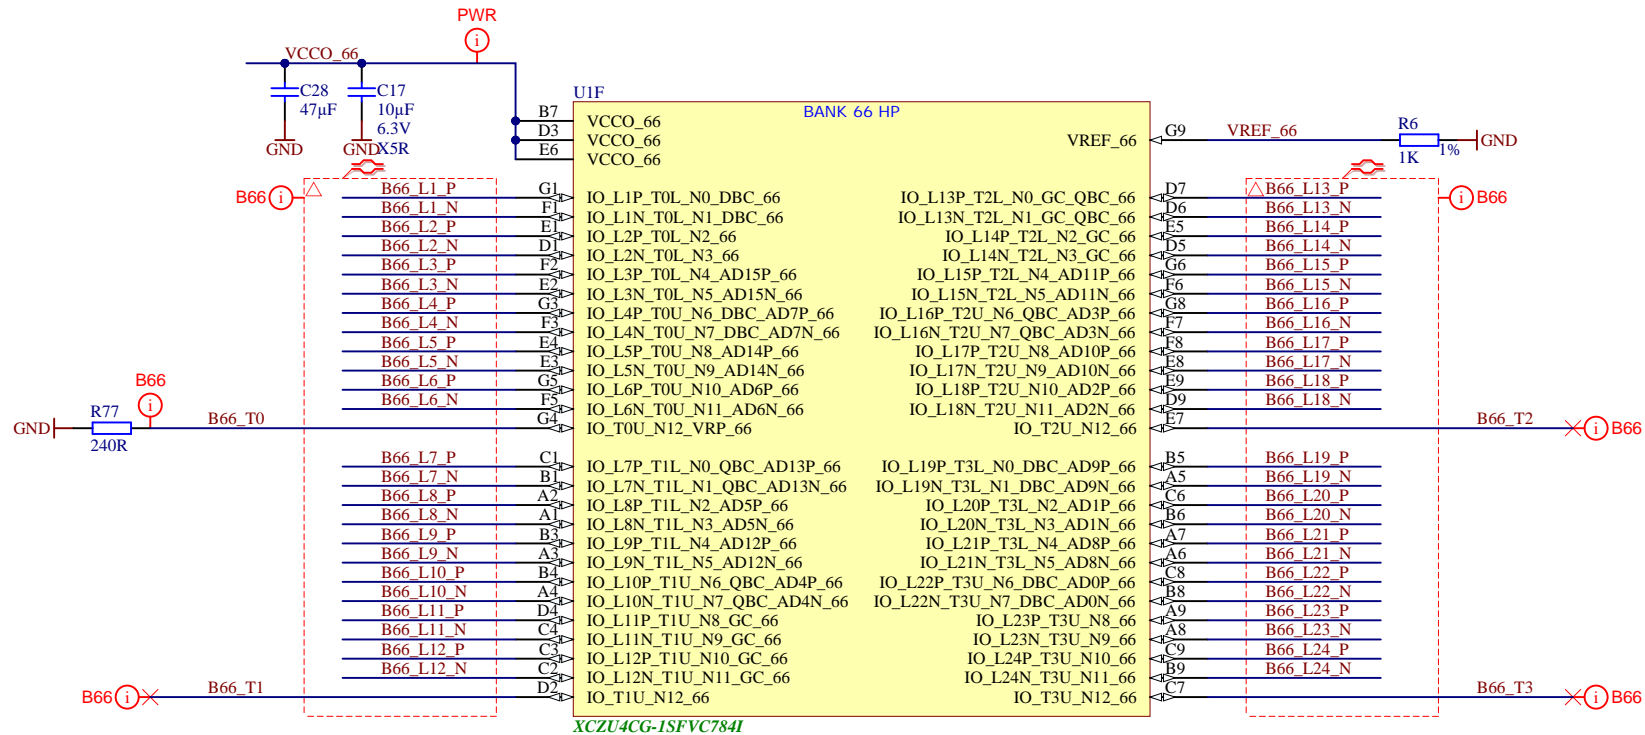 PWR
i
VCCO_66
C28
47µF
GND
C17
10µF
6.3V
X5R
GND
U1F
BANK 66 HP
B7 VCCO_66
D3 VCCO_66
E6 VCCO_66
VREF_66 G9 VREF_66 R6 1K 1% GND
B66 i
i B66
B66_L1_P G1 IO_L1P_T0L_N0_DBC_66 IO_L13P_T2L_N0_GC_QBC_66 D7 B66_L13_P
B66_L1_N F1 IO_L1N_T0L_N1_DBC_66 IO_L13N_T2L_N1_GC_QBC_66 D6 B66_L13_N
B66_L2_P E1 IO_L2P_T0L_N2_66 IO_L14P_T2L_N2_GC_66 E5 B66_L14_P
B66_L2_N D1 IO_L2N_T0L_N3_66 IO_L14N_T2L_N3_GC_66 D5 B66_L14_N
B66_L3_P F2 IO_L3P_T0L_N4_AD15P_66 IO_L15P_T2L_N4_AD11P_66 G6 B66_L15_P
B66_L3_N E2 IO_L3N_T0L_N5_AD15N_66 IO_L15N_T2L_N5_AD11N_66 F6 B66_L15_N
B66_L4_P G3 IO_L4P_T0U_N6_DBC_AD7P_66 IO_L16P_T2U_N6_QBC_AD3P_66 G8 B66_L16_P
B66_L4_N F3 IO_L4N_T0U_N7_DBC_AD7N_66 IO_L16N_T2U_N7_QBC_AD3N_66 F7 B66_L16_N
B66_L5_P E4 IO_L5P_T0U_N8_AD14P_66 IO_L17P_T2U_N8_AD10P_66 F8 B66_L17_P
B66_L5_N E3 IO_L5N_T0U_N9_AD14N_66 IO_L17N_T2U_N9_AD10N_66 E8 B66_L17_N
B66_L6_P G5 IO_L6P_T0U_N10_AD6P_66 IO_L18P_T2U_N10_AD2P_66 E9 B66_L18_P
B66_L6_N F5 IO_L6N_T0U_N11_AD6N_66 IO_L18N_T2U_N11_AD2N_66 D9 B66_L18_N
B66
i
GND R77 240R B66_T0 G4 IO_T0U_N12_VRP_66 IO_T2U_N12_66 E7 B66_T2 i B66
B66_L7_P C1 IO_L7P_T1L_N0_QBC_AD13P_66 IO_L19P_T3L_N0_DBC_AD9P_66 B5 B66_L19_P
B66_L7_N B1 IO_L7N_T1L_N1_QBC_AD13N_66 IO_L19N_T3L_N1_DBC_AD9N_66 A5 B66_L19_N
B66_L8_P A2 IO_L8P_T1L_N2_AD5P_66 IO_L20P_T3L_N2_AD1P_66 C6 B66_L20_P
B66_L8_N A1 IO_L8N_T1L_N3_AD5N_66 IO_L20N_T3L_N3_AD1N_66 B6 B66_L20_N
B66_L9_P B3 IO_L9P_T1L_N4_AD12P_66 IO_L21P_T3L_N4_AD8P_66 A7 B66_L21_P
B66_L9_N A3 IO_L9N_T1L_N5_AD12N_66 IO_L21N_T3L_N5_AD8N_66 A6 B66_L21_N
B66_L10_P B4 IO_L10P_T1U_N6_QBC_AD4P_66 IO_L22P_T3U_N6_DBC_AD0P_66 C8 B66_L22_P
B66_L10_N A4 IO_L10N_T1U_N7_QBC_AD4N_66 IO_L22N_T3U_N7_DBC_AD0N_66 B8 B66_L22_N
B66_L11_P D4 IO_L11P_T1U_N8_GC_66 IO_L23P_T3U_N8_66 A9 B66_L23_P
B66_L11_N C4 IO_L11N_T1U_N9_GC_66 IO_L23N_T3U_N9_66 A8 B66_L23_N
B66_L12_P C3 IO_L12P_T1U_N10_GC_66 IO_L24P_T3U_N10_66 C9 B66_L24_P
B66_L12_N C2 IO_L12N_T1U_N11_GC_66 IO_L24N_T3U_N11_66 B9 B66_L24_N
B66 i B66_T1 D2 IO_T1U_N12_66 IO_T3U_N12_66 C7 B66_T3 i B66
XCZU4CG-1SFVC784I